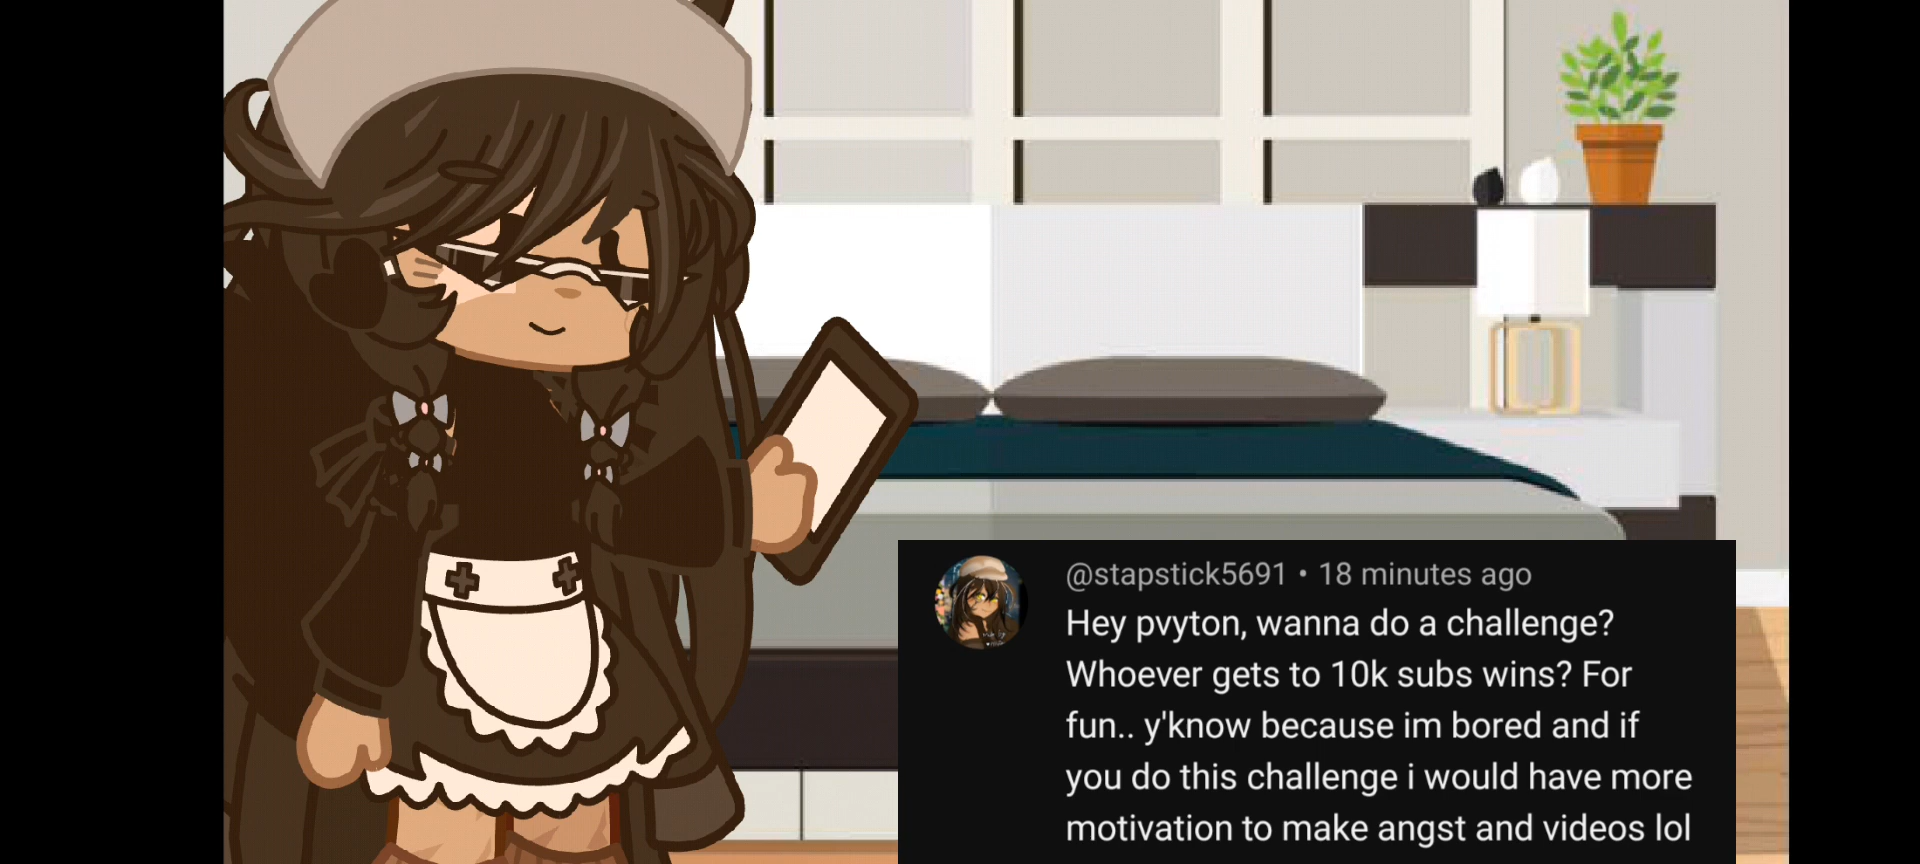 @stapstick5691 • 18 minutes ago
Hey pvyton, wanna do a challenge?
Whoever gets to 10k subs wins? For
fun.. y'know because im bored and if
you do this challenge i would have more
motivation to make angst and videos lol